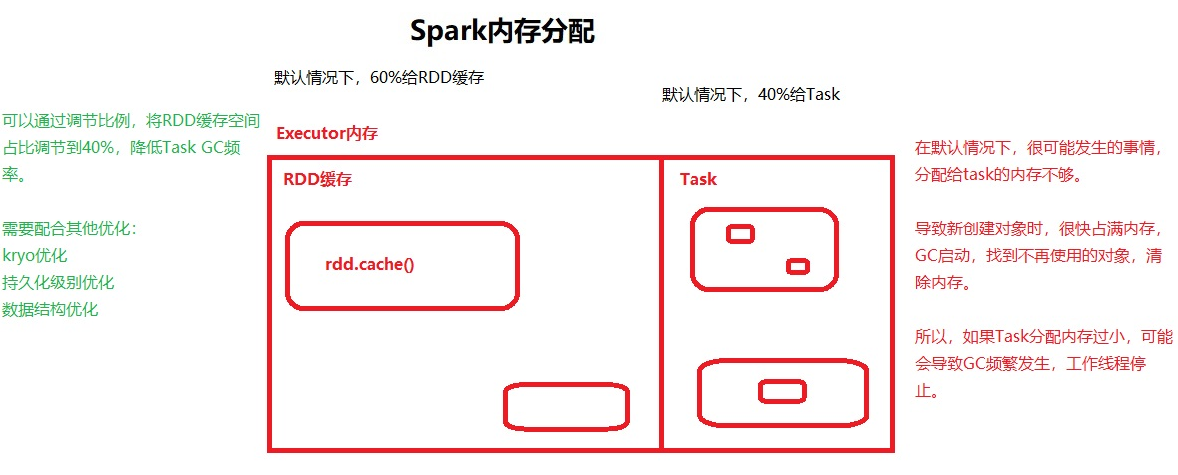 Spark内存分配
默认情况下，60%给RDD缓存
默认情况下，40%给Task
可以通过调节比例，将RDD缓存空间
占比调节到40%，降低Task GC频
率。
需要配合其他优化：
kryo优化
持久化级别优化
数据结构优化
Executor内存
RDD缓存
rdd.cache()
Task
在默认情况下，很可能发生的事情，
分配给task的内存不够。
导致新创建对象时，很快占满内存，
GC启动，找到不再使用的对象，清
除内存。
所以，如果Task分配内存过小，可能
会导致GC频繁发生，工作线程停
止。